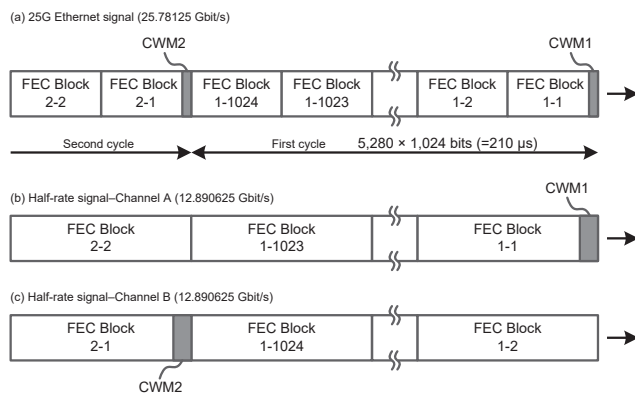 (a) 25G Ethernet signal (25.78125 Gbit/s)
CWM2
CWM1
FEC Block
2-2
FEC Block
2-1
FEC Block
1-1024
FEC Block
1-1023
FEC Block
1-2
FEC Block
1-1
Second cycle
First cycle
5,280 × 1,024 bits (=210 μs)
(b) Half-rate signal–Channel A (12.890625 Gbit/s)
CWM1
FEC Block
2-2
FEC Block
1-1023
FEC Block
1-1
(c) Half-rate signal–Channel B (12.890625 Gbit/s)
FEC Block
2-1
FEC Block
1-1024
FEC Block
1-2
CWM2